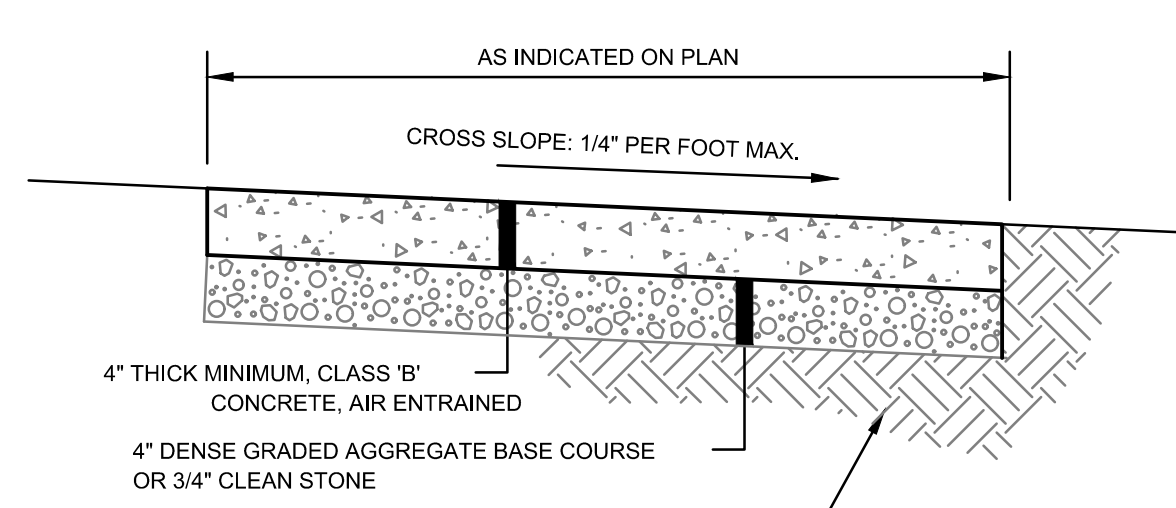 AS INDICATED ON PLAN
CROSS SLOPE: 1/4" PER FOOT MAX.
4" THICK MINIMUM, CLASS 'B'
CONCRETE, AIR ENTRAINED
4" DENSE GRADED AGGREGATE BASE COURSE
OR 3/4" CLEAN STONE